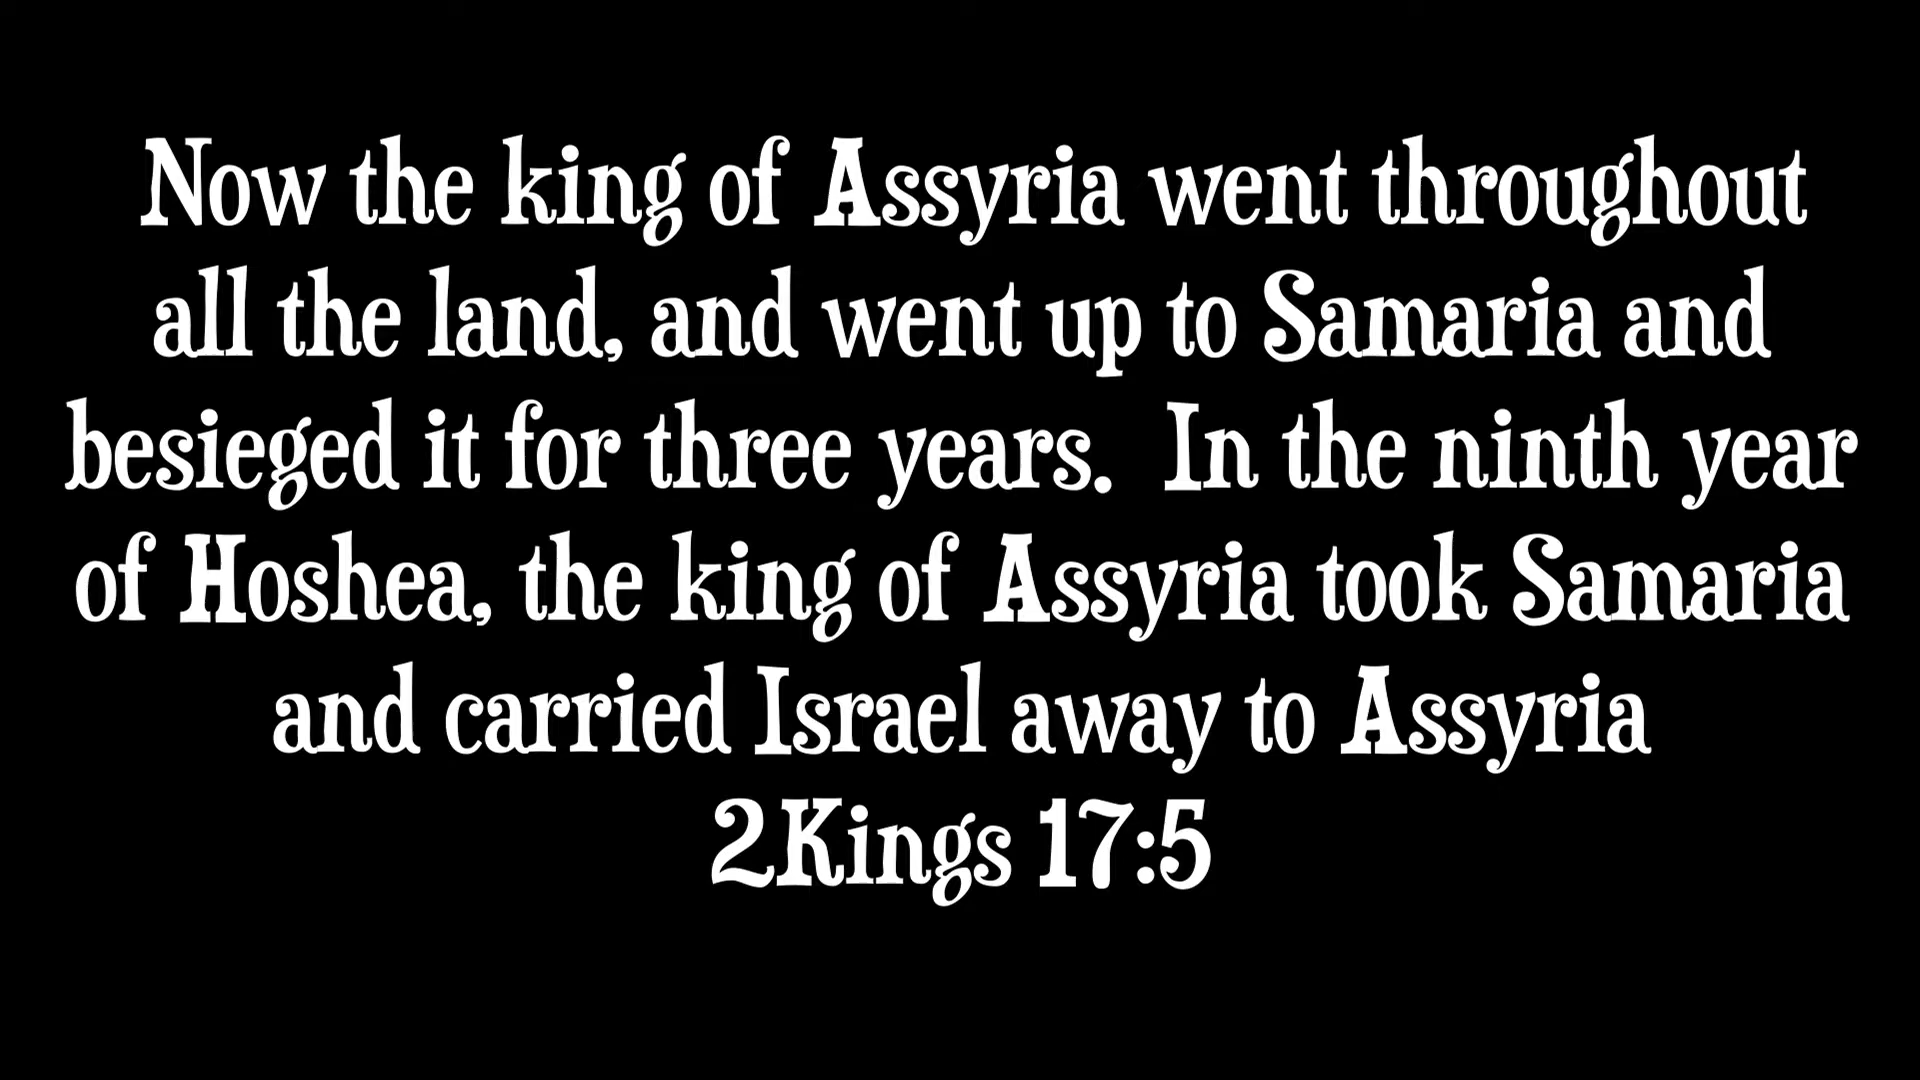 Now the king of Assyria went throughout
all the land, and went up to Samaria and
besieged it for three years.  In the ninth year
of Hoshea, the king of Assyria took Samaria
and carried Israel away to Assyria
2Kings 17:5